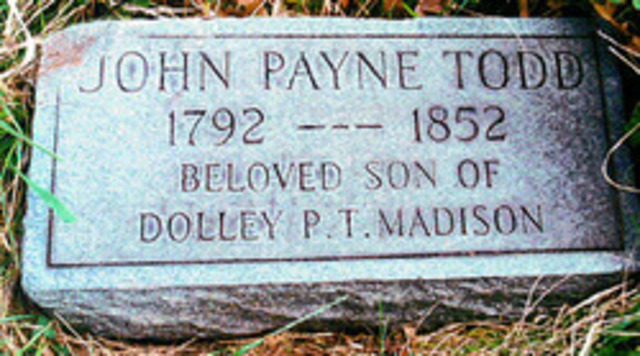 JOHN PAYNE TODD
1792 --- 1852
BELOVED SON OF
DOLLEY P.T. MADISON